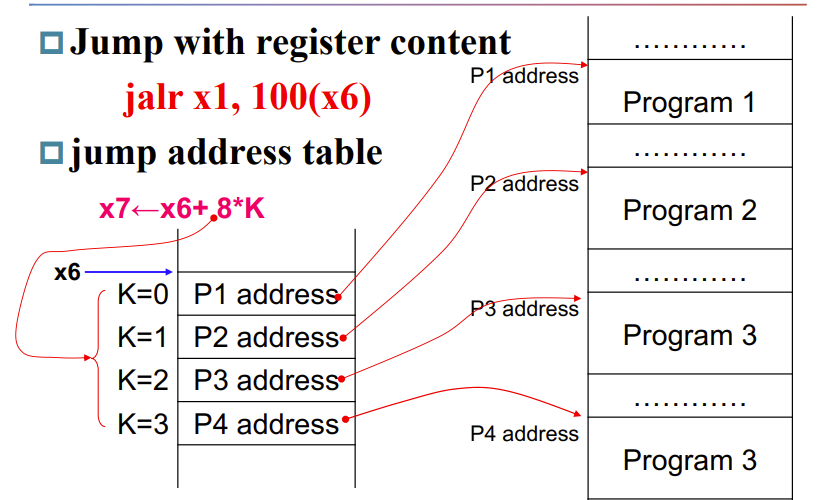 Jump with register content
jalr x1, 100(x6)
jump address table
x7←x6+ 8*K
x6
K=0 P1 address
K=1 P2 address
K=2 P3 address
K=3 P4 address
............
P1 address
Program 1
............
P2 address
Program 2
............
P3 address
Program 3
............
P4 address
Program 3